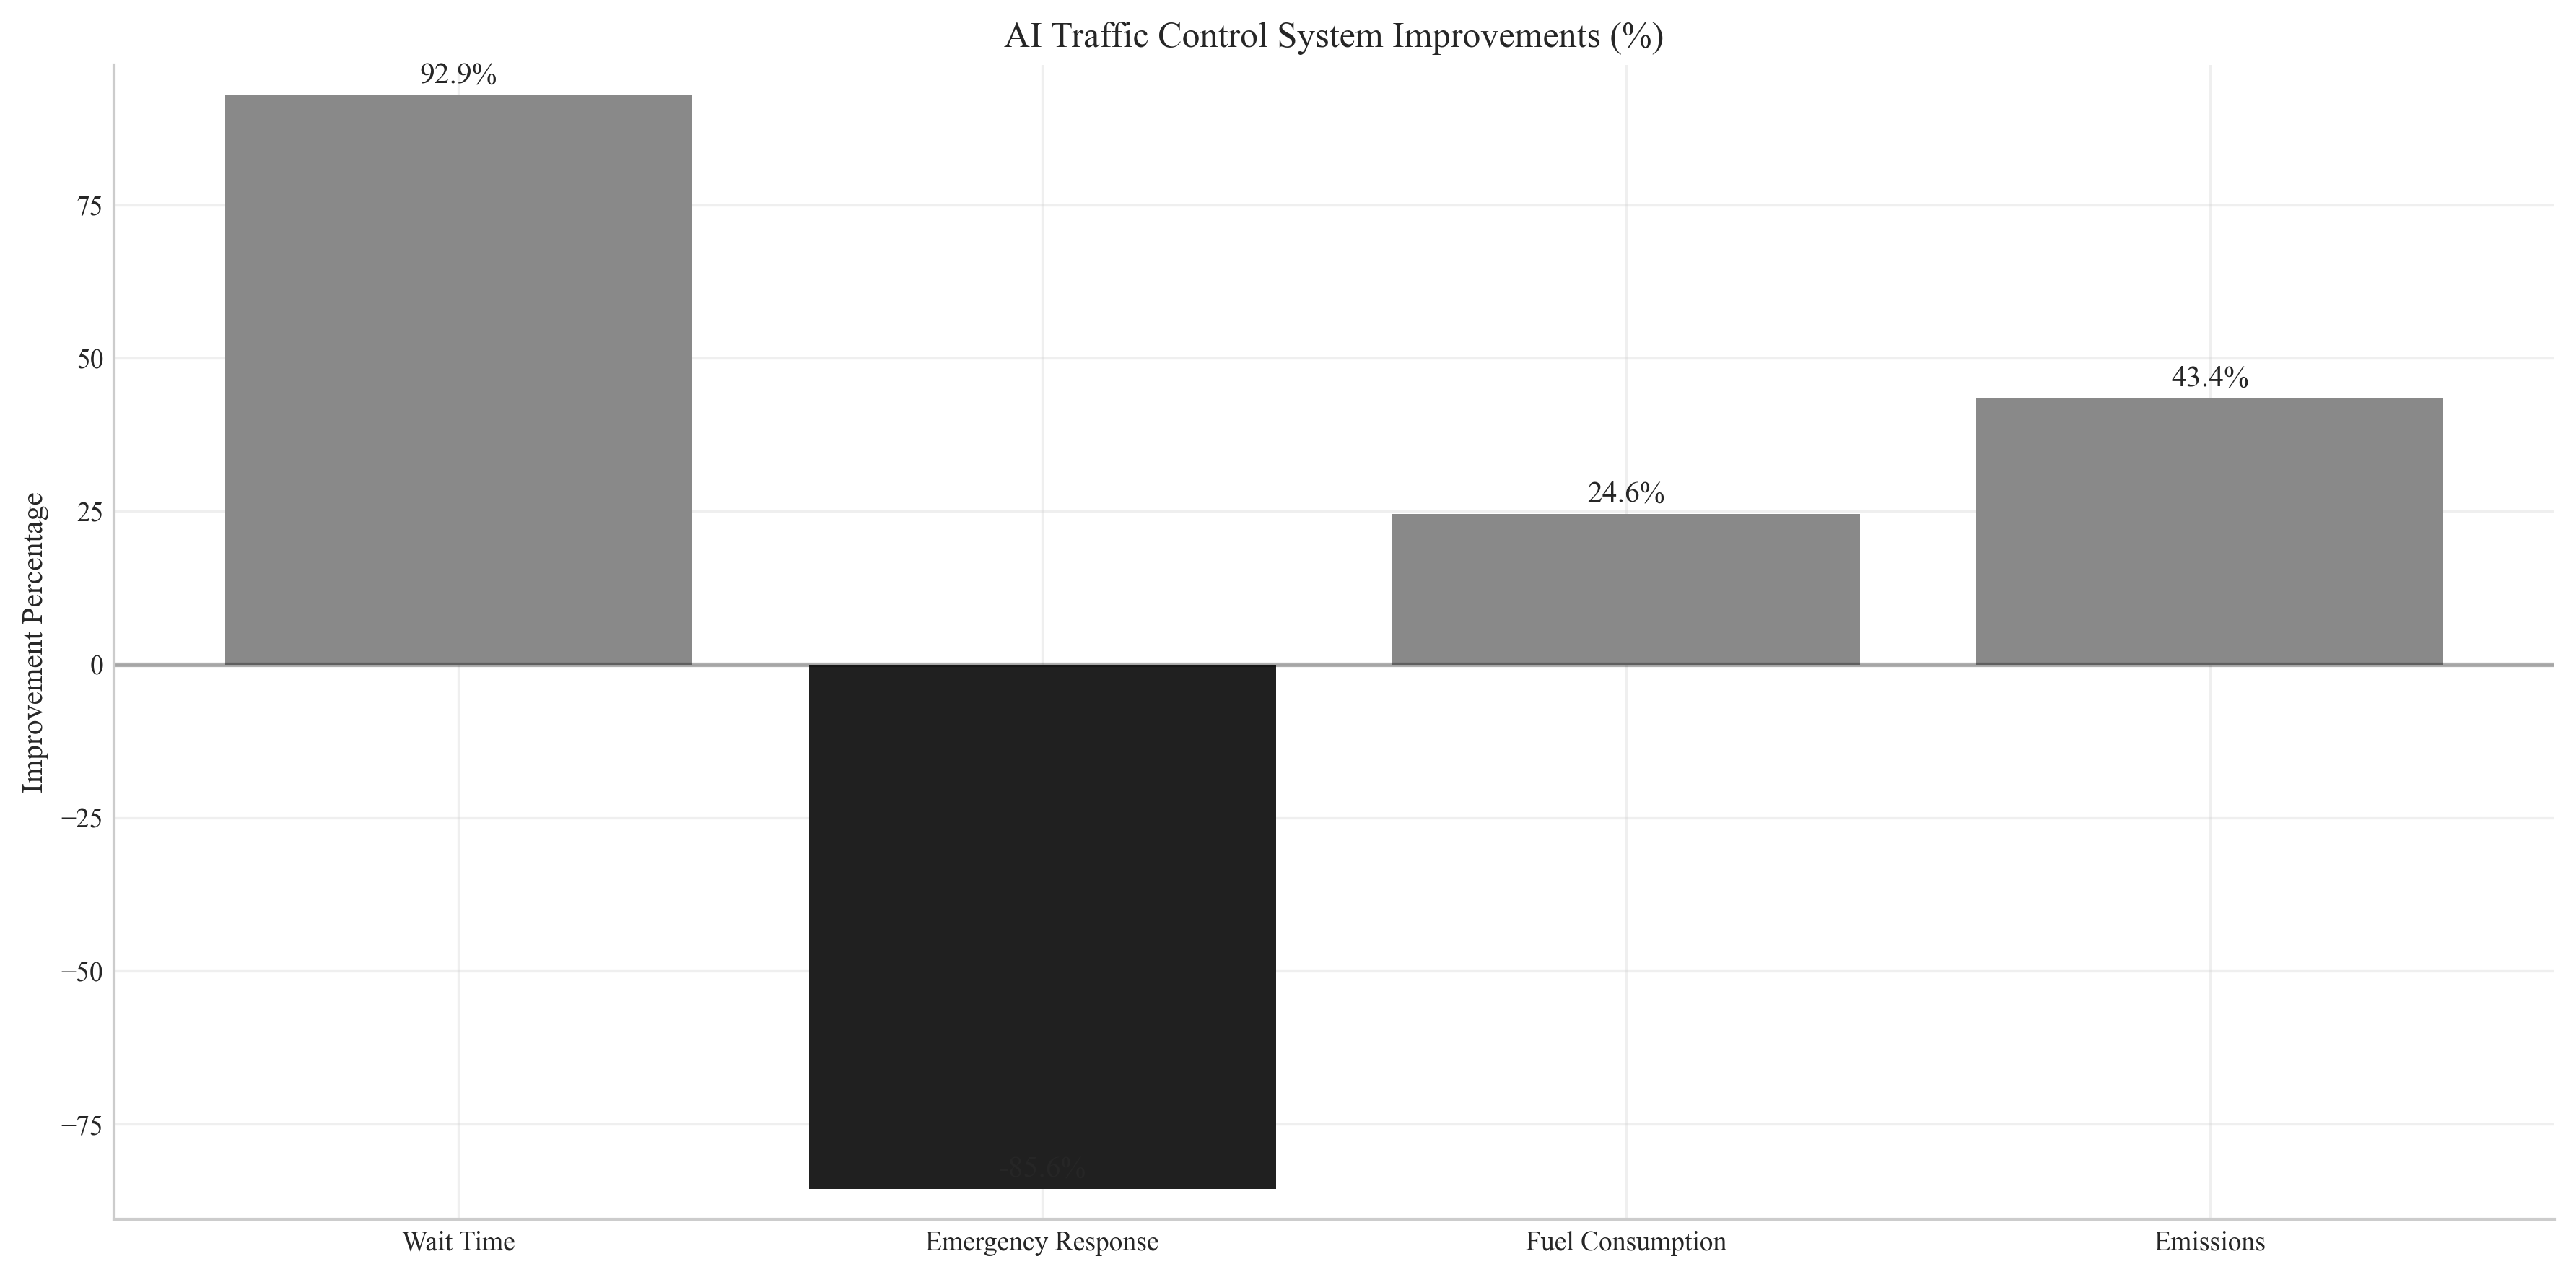 AI Traffic Control System Improvements (%)
92.9%
75
50
43.4%
25
24.6%
Improvement Percentage
0
−25
−50
−75
-85.6%
Wait Time
Emergency Response
Fuel Consumption
Emissions